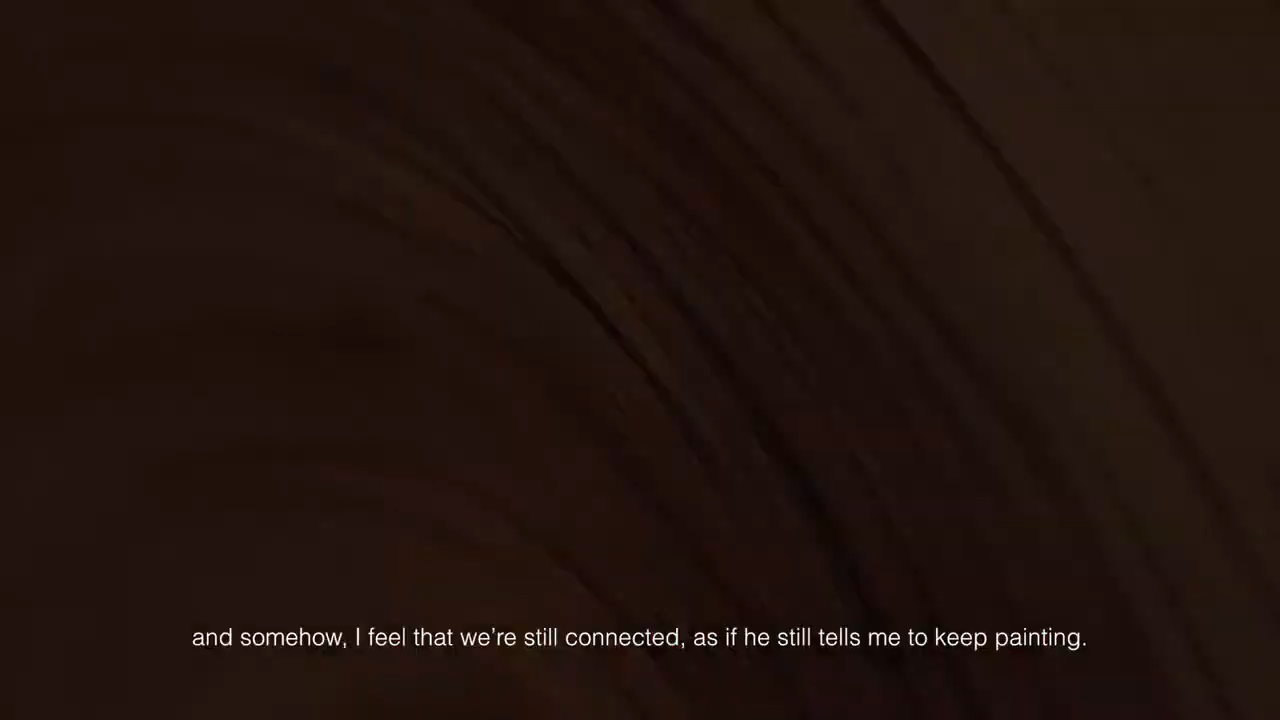 and somehow, I feel that we’re still connected, as if he still tells me to keep painting.